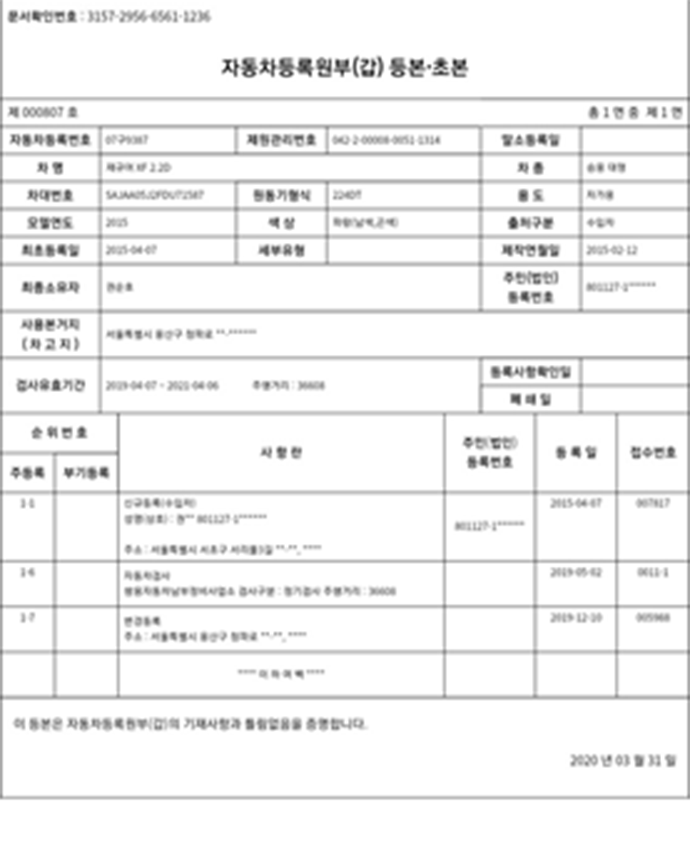 문서확인번호 : 3157-2956-6561-1236
자동차등록원부(갑) 등본·초본
제 000807 호
총 1 면 중 제 1 면
자동차등록번호 07구9387 제원관리번호 042-2-00008-0051-1314 말소등록일
차 명 재규어 XF 2.2D 차 종 승용 대형
차대번호 원동기형식 224DT 용 도 자가용
모델연도 2015 색 상 파랑(남색,곤색) 출처구분 수입차
최초등록일 2015-04-07 세부유형 제작연월일 2015-02-12
최종소유자 주민(법인)등록번호 801127-1******
사용본거지
( 차 고 지 )
서울특별시 용산구 청파로 **-******
검사유효기간 2019-04-07 ~ 2021-04-06 주행거리 : 36608
등록사항확인일
폐 쇄 일
순 위 번 호
주등록 부기등록
사 항 란
주민(법인)
등록번호
등 록 일
접수번호
1-1 신규등록(수입차) 2015-04-07 007817
성명(상호) : 권** 801127-1******
801127-1******
주소 : 서울특별시 서초구 서리풀3길 **-**, ****
1-6 자동차검사 2019-05-02 0011-1
쌍용자동차남부정비사업소 검사구분 : 정기검사 주행거리 : 36608
1-7 변경등록 2019-12-10 005968
주소 : 서울특별시 용산구 청파로 **-**, ****
**** 이 하 여 백 ****
이 등본은 자동차등록원부(갑)의 기재사항과 틀림없음을 증명합니다.
2020 년 03 월 31 일